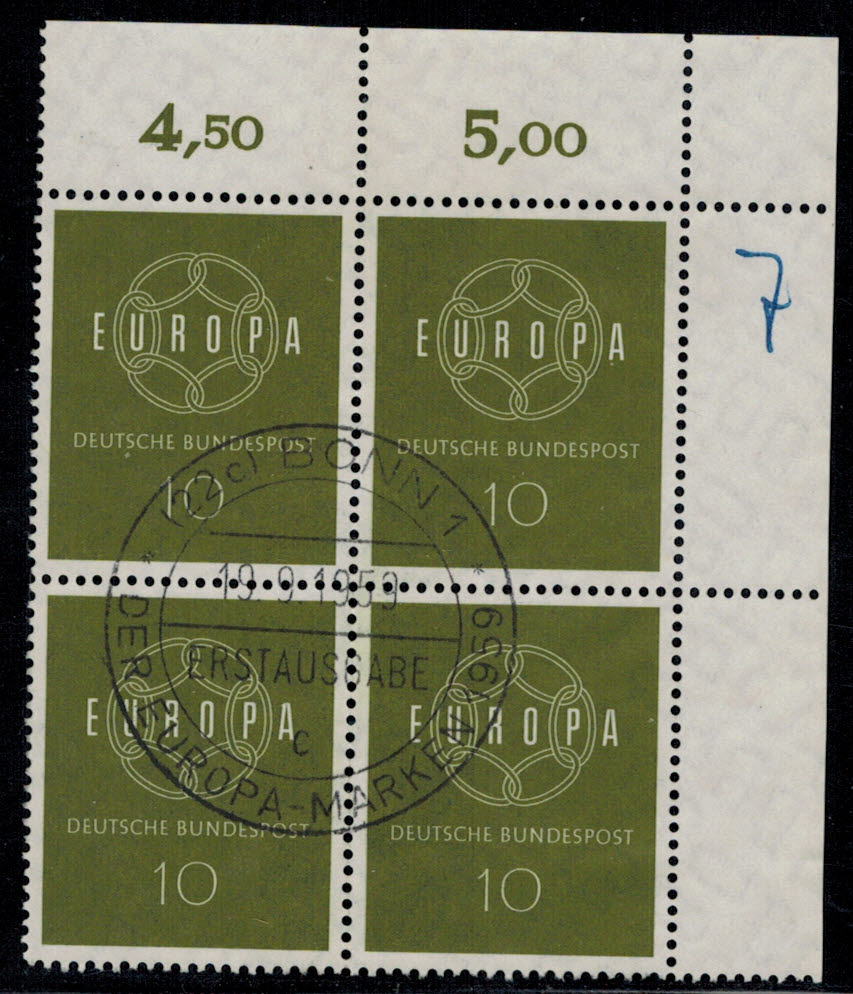 4,50 5,00
7
EUROPA EUROPA
DEUTSCHE BUNDESPOST DEUTSCHE BUNDESPOST
10 10
(22c) BONN 1
* *
19.9.1959
ERSTAUSGABE
c
DER EUROPA-MARKEN 1959
EUROPA EUROPA
DEUTSCHE BUNDESPOST DEUTSCHE BUNDESPOST
10 10